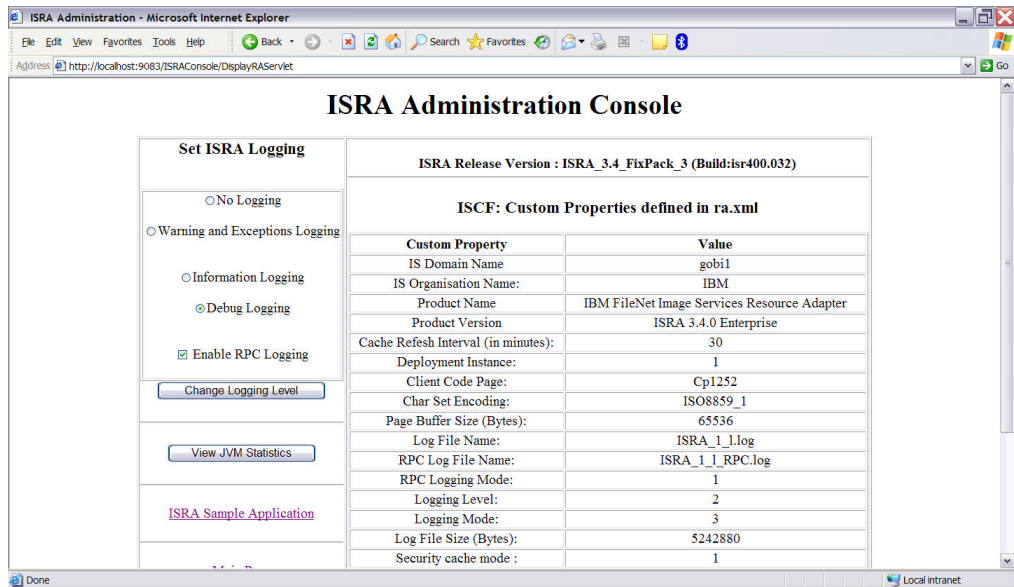 ISRA Administration - Microsoft Internet Explorer
File Edit View Favorites Tools Help Back Search Favorites
Address http://localhost:9083/ISRAConsole/DisplayRAServlet Go
ISRA Administration Console
Set ISRA Logging
No Logging
Warning and Exceptions Logging
Information Logging
Debug Logging
Enable RPC Logging
Change Logging Level
View JVM Statistics
ISRA Sample Application
ISRA Release Version : ISRA_3.4_FixPack_3 (Build:isr400.032)
ISCF: Custom Properties defined in ra.xml
Custom Property Value
IS Domain Name gobi1
IS Organisation Name: IBM
Product Name IBM FileNet Image Services Resource Adapter
Product Version ISRA 3.4.0 Enterprise
Cache Refesh Interval (in minutes): 30
Deployment Instance: 1
Client Code Page: Cp1252
Char Set Encoding: ISO8859_1
Page Buffer Size (Bytes): 65536
Log File Name: ISRA_1_1.log
RPC Log File Name: ISRA_1_1_RPC.log
RPC Logging Mode: 1
Logging Level: 2
Logging Mode: 3
Log File Size (Bytes): 5242880
Security cache mode : 1
Done Local intranet